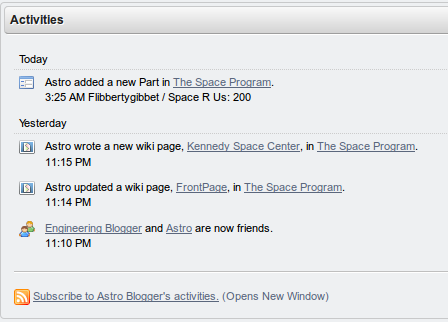 Activities
Today
Astro added a new Part in The Space Program.
3:25 AM Flibbertygibbet / Space R Us: 200
Yesterday
Astro wrote a new wiki page, Kennedy Space Center, in The Space Program.
11:15 PM
Astro updated a wiki page, FrontPage, in The Space Program.
11:14 PM
Engineering Blogger and Astro are now friends.
11:10 PM
Subscribe to Astro Blogger's activities. (Opens New Window)